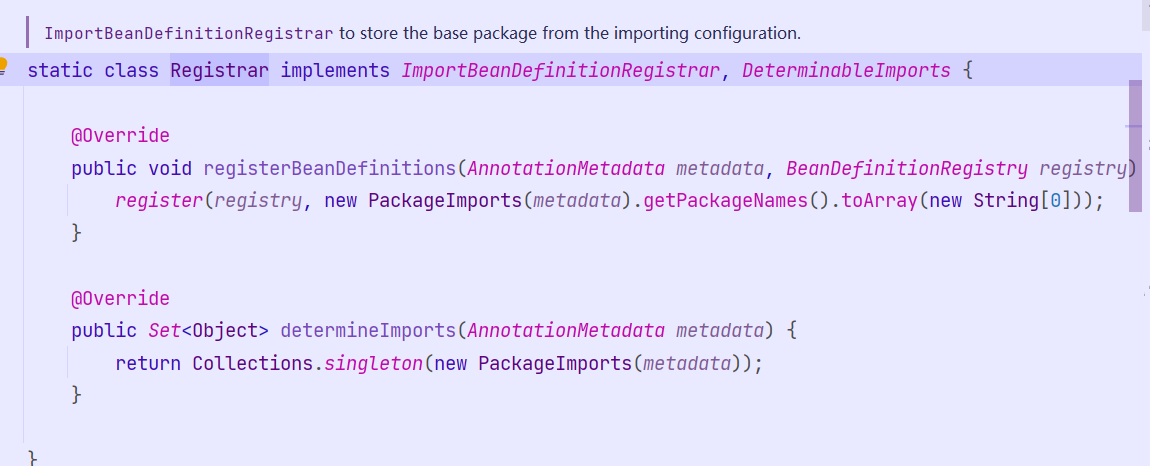 ImportBeanDefinitionRegistrar to store the base package from the importing configuration.
static class Registrar implements ImportBeanDefinitionRegistrar, DeterminableImports {
@Override
public void registerBeanDefinitions(AnnotationMetadata metadata, BeanDefinitionRegistry registry)
register(registry, new PackageImports(metadata).getPackageNames().toArray(new String[0]));
}
@Override
public Set<Object> determineImports(AnnotationMetadata metadata) {
return Collections.singleton(new PackageImports(metadata));
}
}